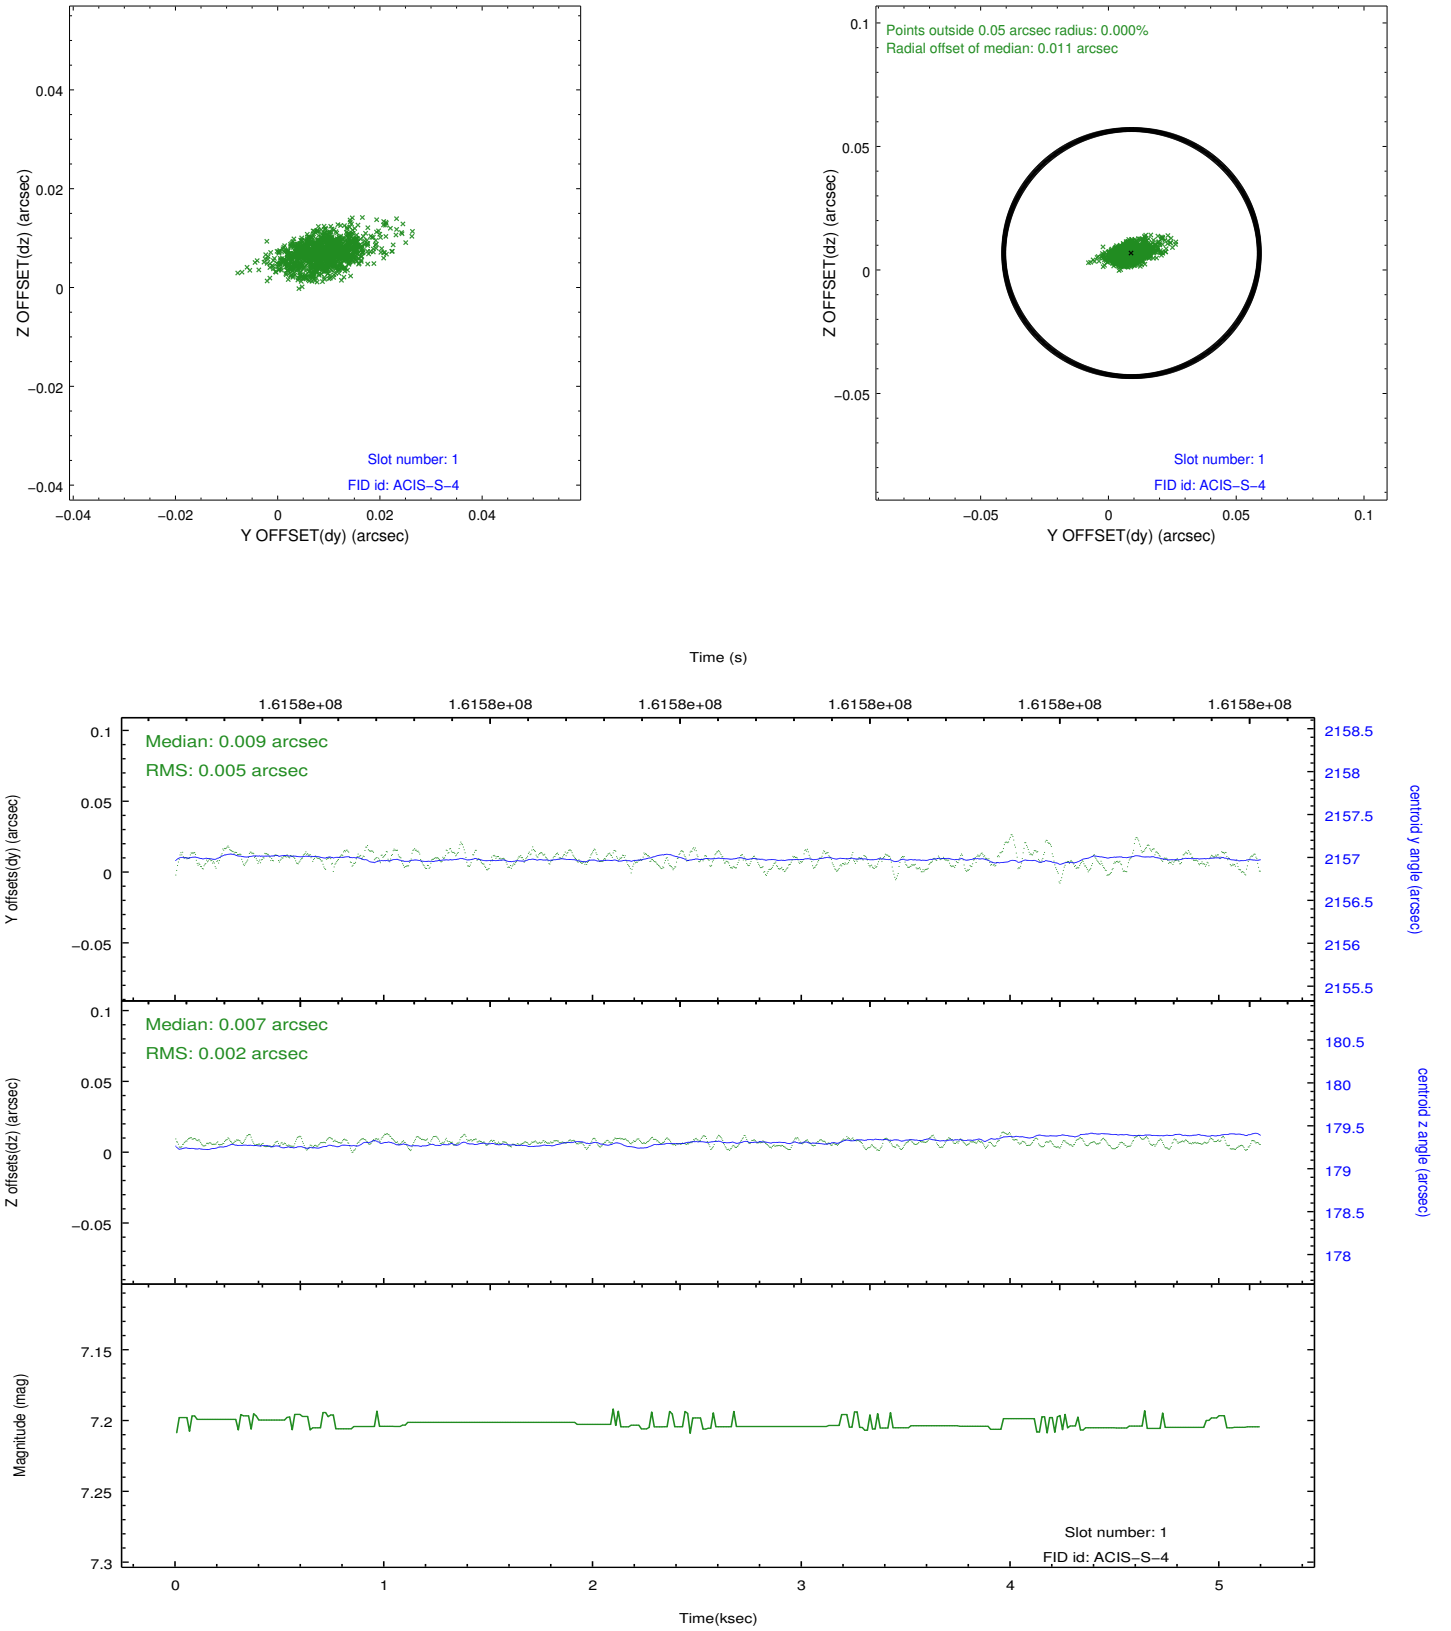 0.04
0.02
0
−0.02
−0.04
Z OFFSET(dz) (arcsec)
Slot number: 1
FID id: ACIS−S−4
−0.04
−0.02
0
0.02
0.04
Y OFFSET(dy) (arcsec)
Points outside 0.05 arcsec radius: 0.000%
Radial offset of median: 0.011 arcsec
0.1
0.05
0
−0.05
Z OFFSET(dz) (arcsec)
Slot number: 1
FID id: ACIS−S−4
−0.05
0
0.05
0.1
Y OFFSET(dy) (arcsec)
Time (s)
1.6158e+08
1.6158e+08
1.6158e+08
1.6158e+08
1.6158e+08
1.6158e+08
Median: 0.009 arcsec
RMS: 0.005 arcsec
0.1
0.05
0
−0.05
Y offsets(dy) (arcsec)
2158.5
2158
2157.5
2157
2156.5
2156
2155.5
centroid y angle (arcsec)
Median: 0.007 arcsec
RMS: 0.002 arcsec
0.1
0.05
0
−0.05
Z offsets(dz) (arcsec)
180.5
180
179.5
179
178.5
178
centroid z angle (arcsec)
7.15
7.2
7.25
7.3
Magnitude (mag)
Slot number: 1
FID id: ACIS−S−4
0
1
2
3
4
5
Time(ksec)